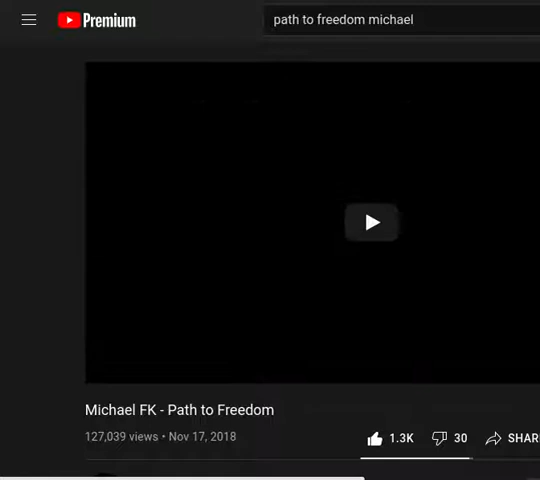 Premium
path to freedom michael
Michael FK - Path to Freedom
127,039 views • Nov 17, 2018
1.3K
30
SHAR